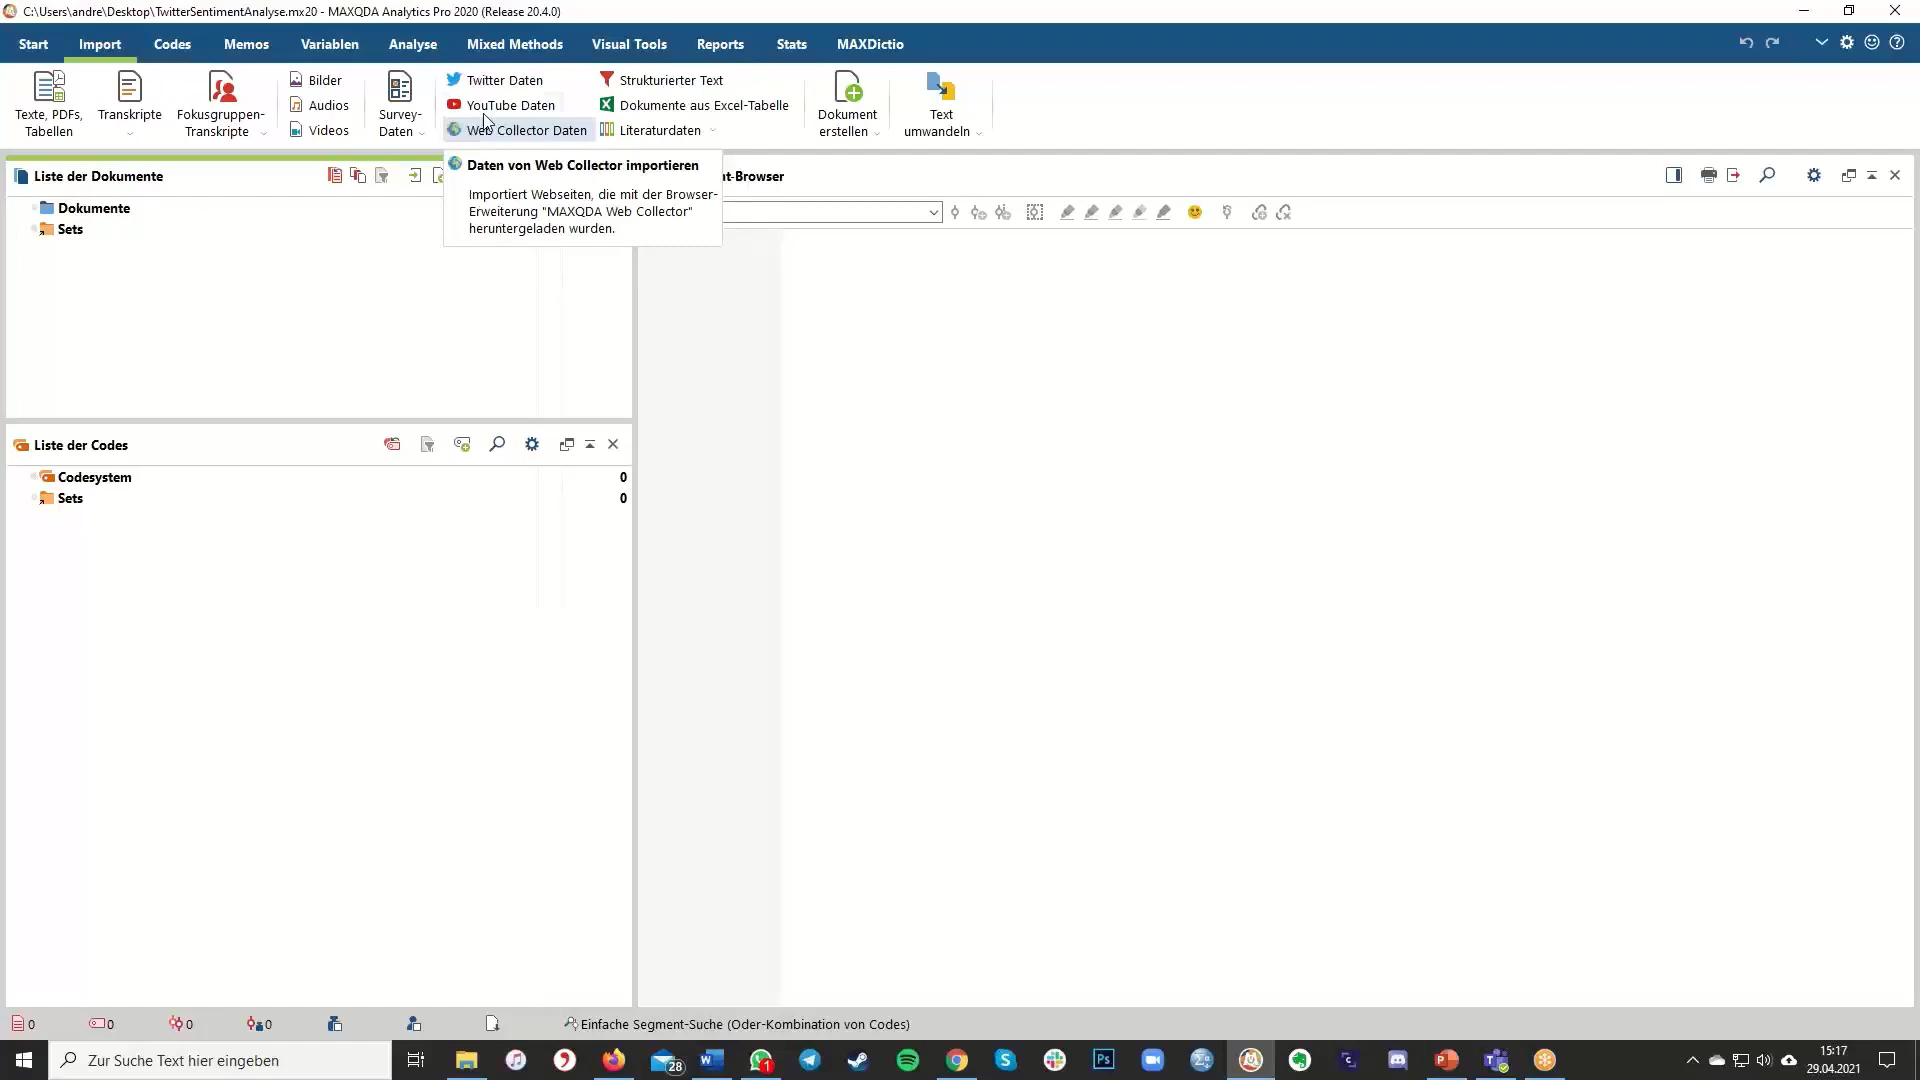 C:\Users\andre\Desktop\TwitterSentimentAnalyse.mx20 - MAXQDA Analytics Pro 2020 (Release 20.4.0)
Start Import Codes Memos Variablen Analyse Mixed Methods Visual Tools Reports Stats MAXDictio
Texte, PDFs,
Tabellen
Transkripte
Fokusgruppen-
Transkripte
Bilder
Audios
Videos
Survey-
Daten
Twitter Daten
YouTube Daten
Web Collector Daten
Strukturierter Text
Dokumente aus Excel-Tabelle
Literaturdaten
Dokument
erstellen
Text
umwandeln
Liste der Dokumente
Dokumente
Sets
Daten von Web Collector importieren
Importiert Webseiten, die mit der Browser-
Erweiterung "MAXQDA Web Collector"
heruntergeladen wurden.
t-Browser
Liste der Codes
Codesystem 0
Sets 0
0 0 0 0
Einfache Segment-Suche (Oder-Kombination von Codes)
Zur Suche Text hier eingeben
28
1
Ps
15:17
29.04.2021